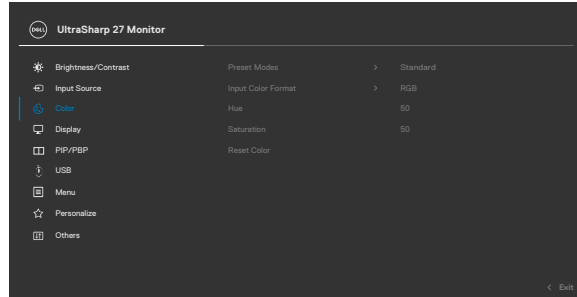 DELL UltraSharp 27 Monitor
Brightness/Contrast Preset Modes > Standard
Input Source Input Color Format > RGB
Color Hue 50
Display Saturation 50
PIP/PBP Reset Color
USB
Menu
Personalize
Others
< Exit